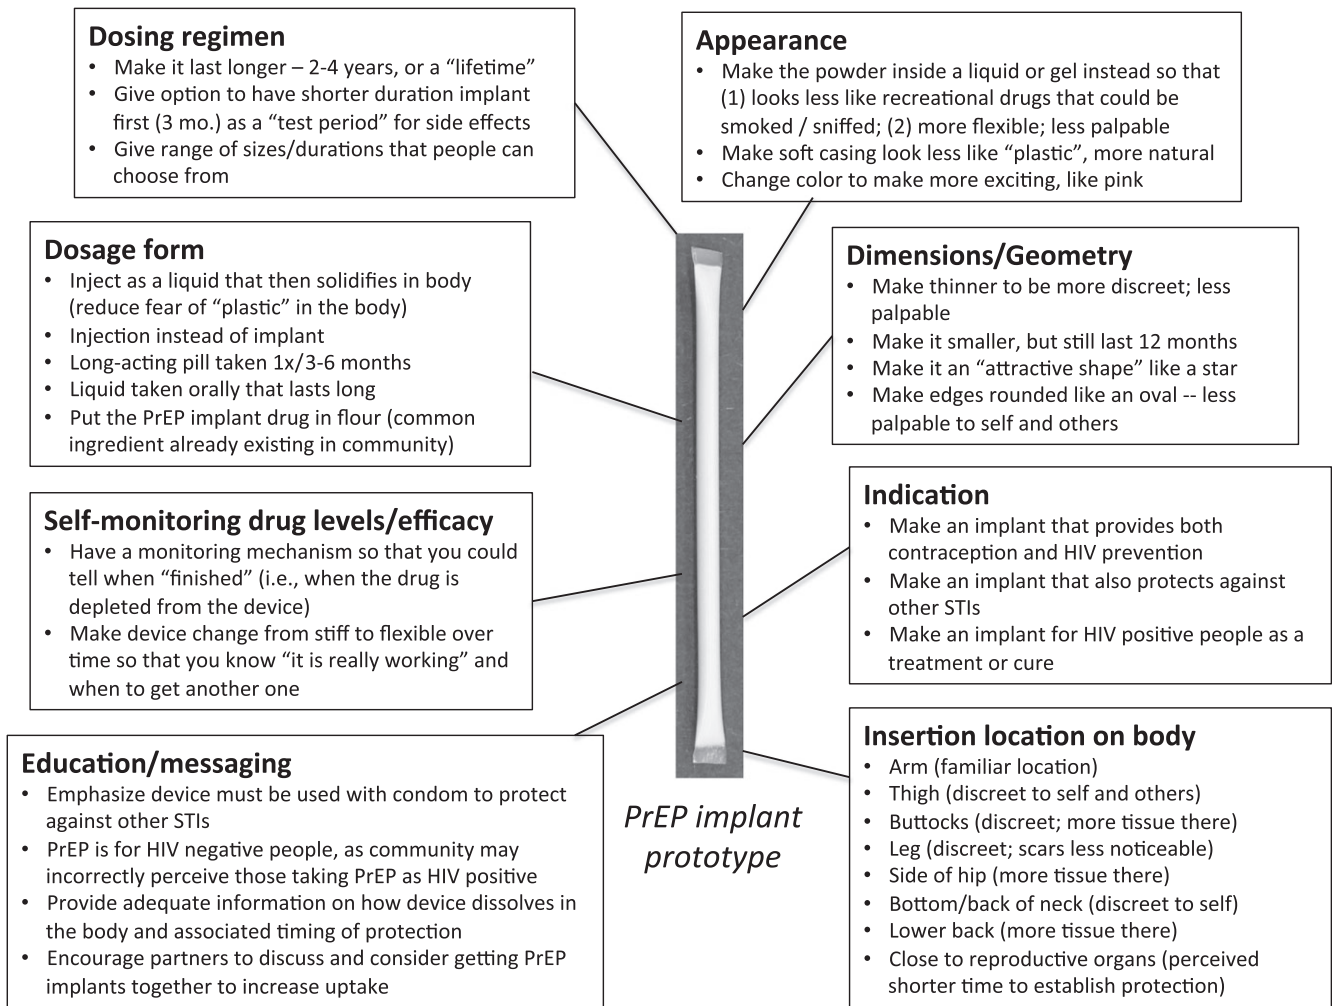 Dosing regimen
• Make it last longer – 2-4 years, or a “lifetime”
• Give option to have shorter duration implant
first (3 mo.) as a “test period” for side effects
• Give range of sizes/durations that people can
choose from
Appearance
• Make the powder inside a liquid or gel instead so that
(1) looks less like recreational drugs that could be
smoked / sniffed; (2) more flexible; less palpable
• Make soft casing look less like “plastic”, more natural
• Change color to make more exciting, like pink
Dosage form
• Inject as a liquid that then solidifies in body
(reduce fear of “plastic” in the body)
• Injection instead of implant
• Long-acting pill taken 1x/3-6 months
• Liquid taken orally that lasts long
• Put the PrEP implant drug in flour (common
ingredient already existing in community)
Dimensions/Geometry
• Make thinner to be more discreet; less
palpable
• Make it smaller, but still last 12 months
• Make it an “attractive shape” like a star
• Make edges rounded like an oval -- less
palpable to self and others
Self-monitoring drug levels/efficacy
• Have a monitoring mechanism so that you could
tell when “finished” (i.e., when the drug is
depleted from the device)
• Make device change from stiff to flexible over
time so that you know “it is really working” and
when to get another one
Indication
• Make an implant that provides both
contraception and HIV prevention
• Make an implant that also protects against
other STIs
• Make an implant for HIV positive people as a
treatment or cure
Education/messaging
• Emphasize device must be used with condom to protect
against other STIs
• PrEP is for HIV negative people, as community may
incorrectly perceive those taking PrEP as HIV positive
• Provide adequate information on how device dissolves in
the body and associated timing of protection
• Encourage partners to discuss and consider getting PrEP
implants together to increase uptake
PrEP implant
prototype
Insertion location on body
• Arm (familiar location)
• Thigh (discreet to self and others)
• Buttocks (discreet; more tissue there)
• Leg (discreet; scars less noticeable)
• Side of hip (more tissue there)
• Bottom/back of neck (discreet to self)
• Lower back (more tissue there)
• Close to reproductive organs (perceived
shorter time to establish protection)